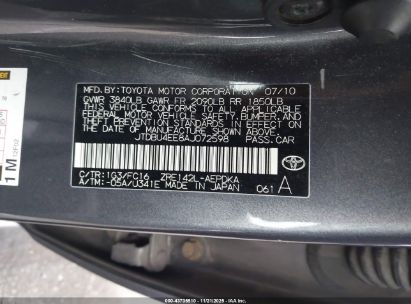 MFD. BY:TOYOTA MOTOR CORPORATION 07/10
GVWR 3840LB GAWR FR 2090LB RR 1850LB
THIS VEHICLE CONFORMS TO ALL APPLICABLE
FEDERAL MOTOR VEHICLE SAFETY, BUMPER, AND
THEFT PREVENTION STANDARDS IN EFFECT ON
THE DATE OF MANUFACTURE SHOWN ABOVE.
JTDBU4EE8AJ072598 PASS.CAR
C/TR:1G3/FC16 ZRE142L-AEPDKA
A/TM:-05A/U341E MADE IN JAPAN 061 A
TOYOTA
1M